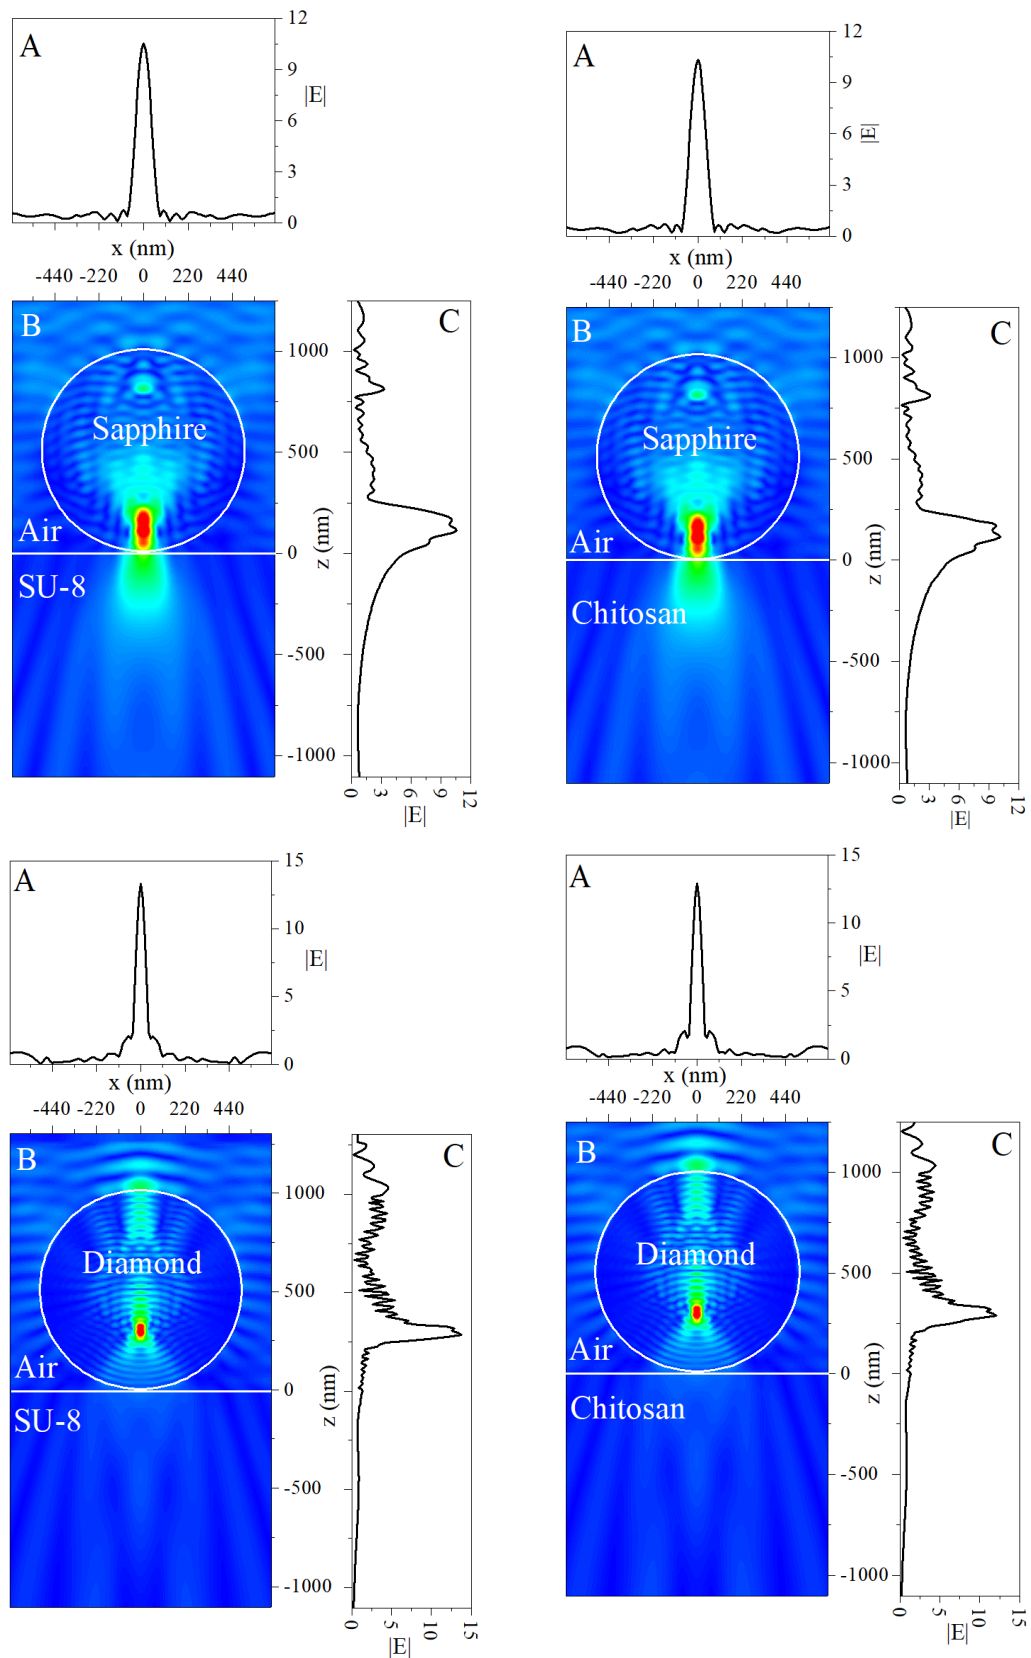 A
12
9
|E|
6
3
0
x (nm)
-440 -220 0 220 440
B
C
1000
Sapphire
500
Air
z (nm)
0
SU-8
-500
-1000
0 3 6 9 12
|E|
A
12
9
|E|
6
3
0
x (nm)
-440 -220 0 220 440
B
C
1000
Sapphire
500
Air
z (nm)
0
Chitosan
-500
-1000
0 3 6 9 12
|E|
A
15
10
|E|
5
0
x (nm)
-440 -220 0 220 440
B
C
1000
Diamond
500
Air
z (nm)
0
SU-8
-500
-1000
0 5 10 15
|E|
A
15
10
|E|
5
0
x (nm)
-440 -220 0 220 440
B
C
1000
Diamond
500
Air
z (nm)
0
Chitosan
-500
-1000
0 5 10 15
|E|